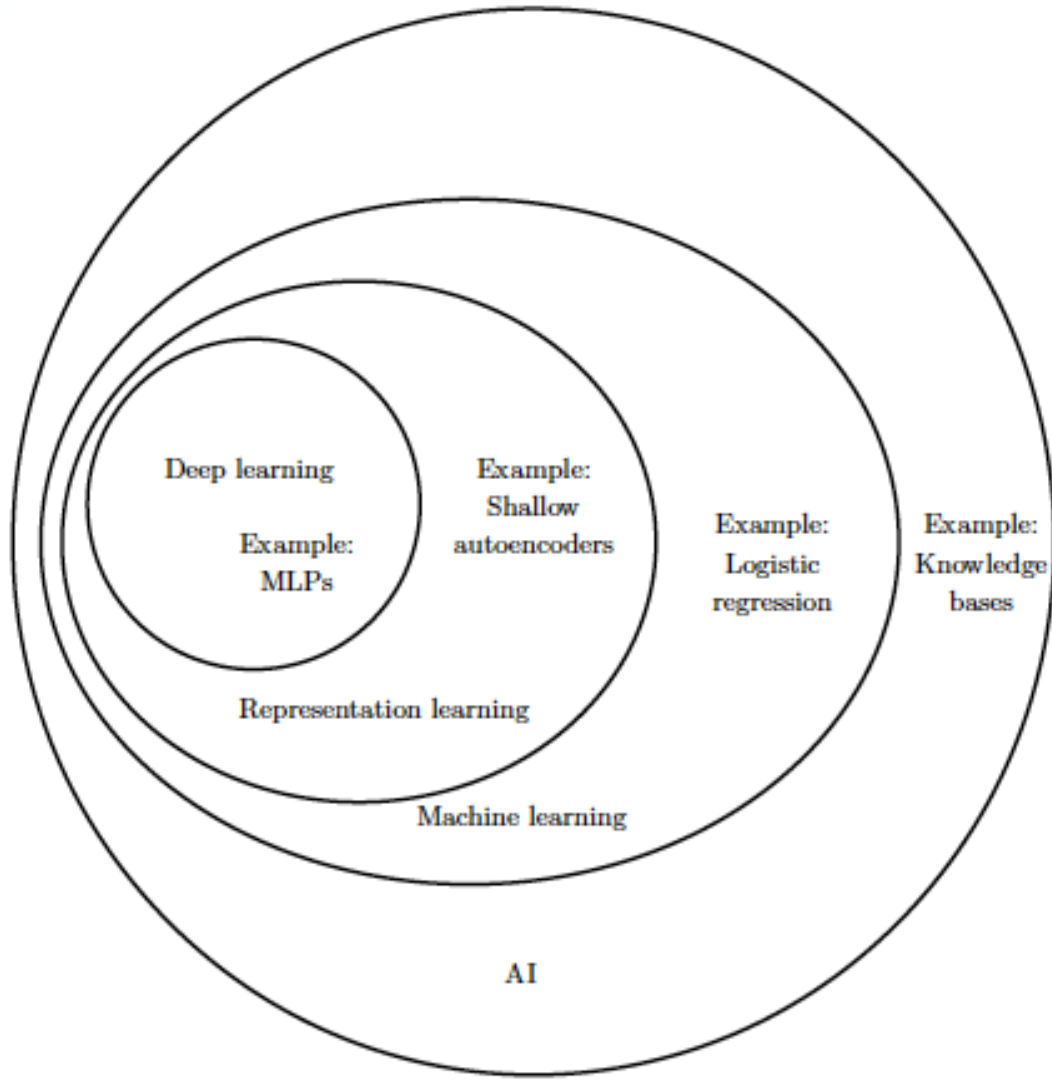 Deep learning
Example:
MLPs
Example:
Shallow
autoencoders
Example:
Logistic
regression
Example:
Knowledge
bases
Representation learning
Machine learning
AI